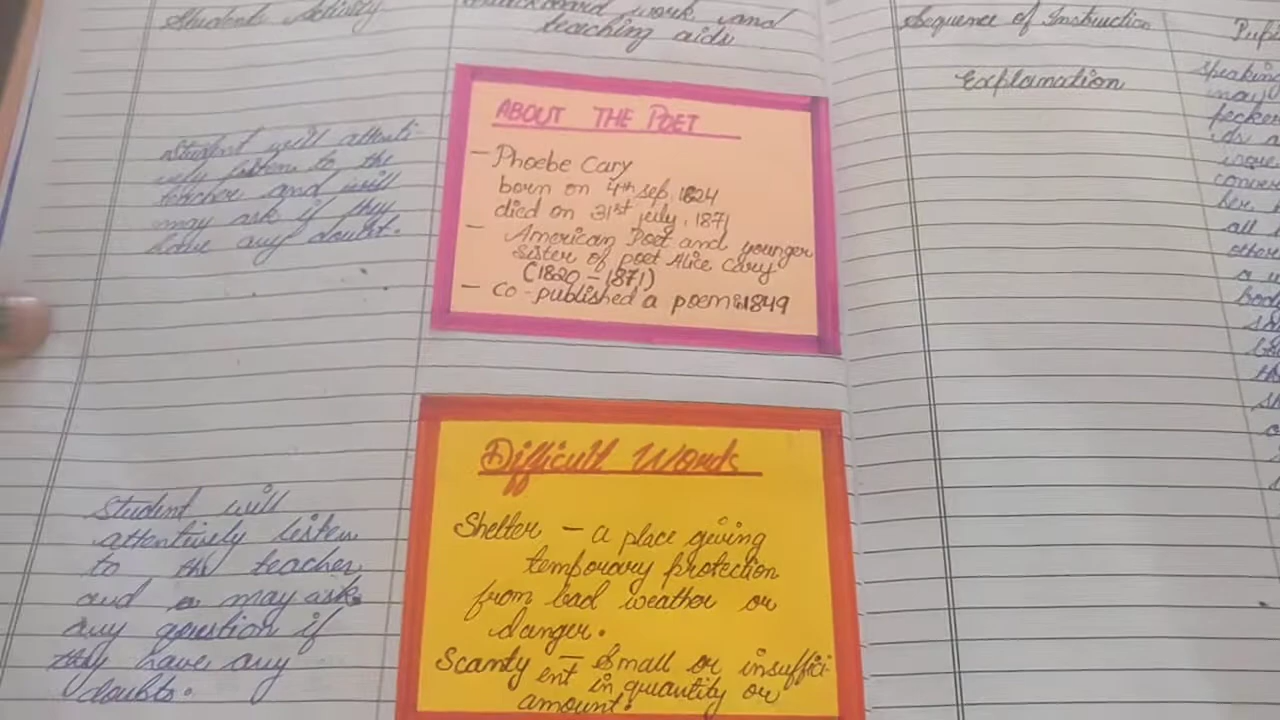 Student Activity
Blackboard work and
teaching aids
Student will attenti-
vely listen to the
teacher and will
may ask if they
have any doubt.
ABOUT THE POET
- Phoebe Cary
born on 4th sep, 1824
died on 31st july, 1871
- American Poet and younger
sister of poet Alice Cary
(1820-1871)
- co-published a poem 1849
Student will
attentively listen
to the teacher
and may ask
any question if
they have any
doubts.
Difficult Words
Shelter - a place giving
temporary protection
from bad weather or
danger.
Scanty - Small or insuffici-
ent in quantity or
amount.
Sequence of Instruction
Explanation
speaking
may
all